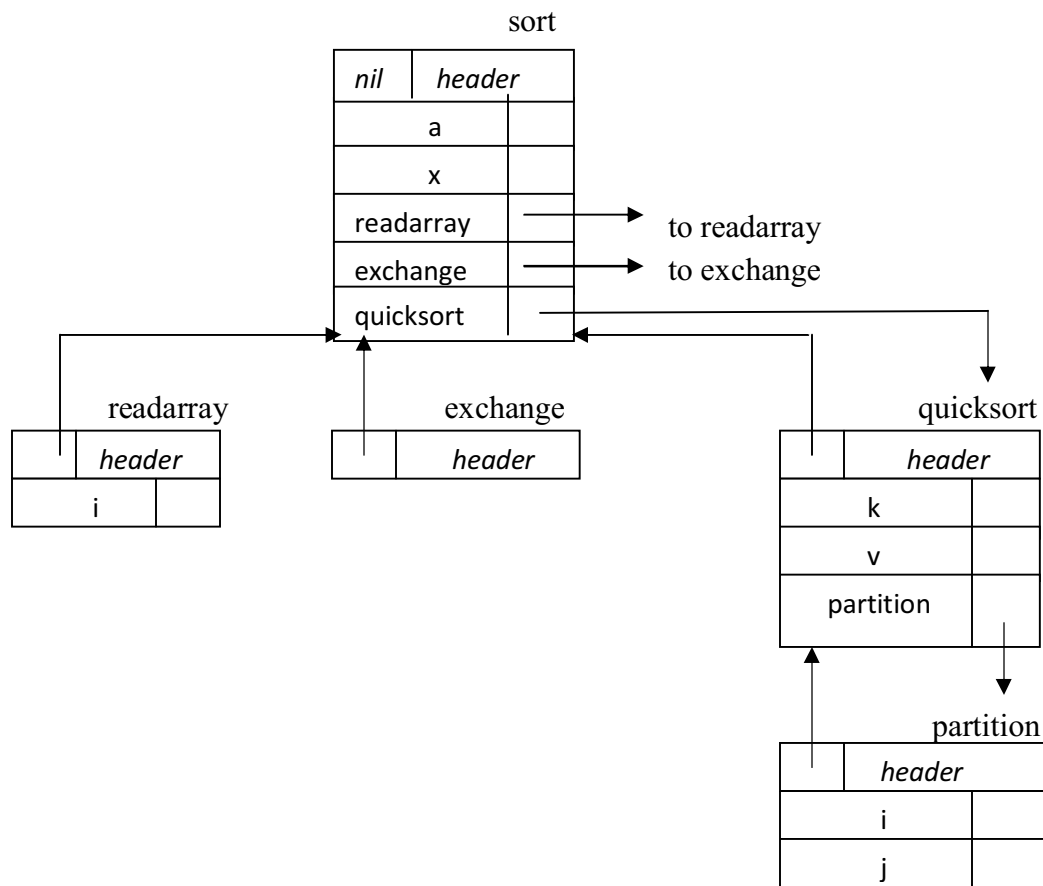 sort
nil header
a
x
readarray
to readarray
exchange
to exchange
quicksort
readarray
exchange
quicksort
header
header
header
i
k
v
partition
partition
header
i
j